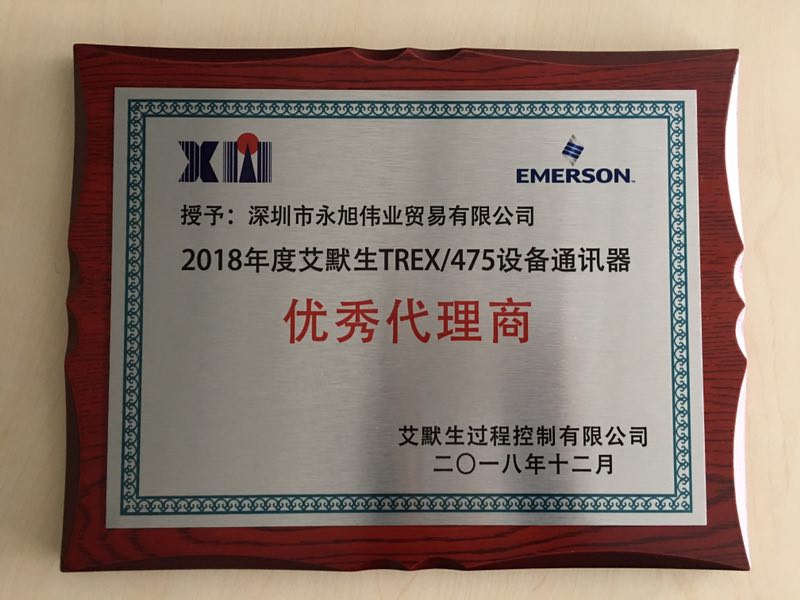 EMERSON™
授予：深圳市永旭伟业贸易有限公司
2018年度艾默生TREX/475设备通讯器
优秀代理商
艾默生过程控制有限公司
二〇一八年十二月